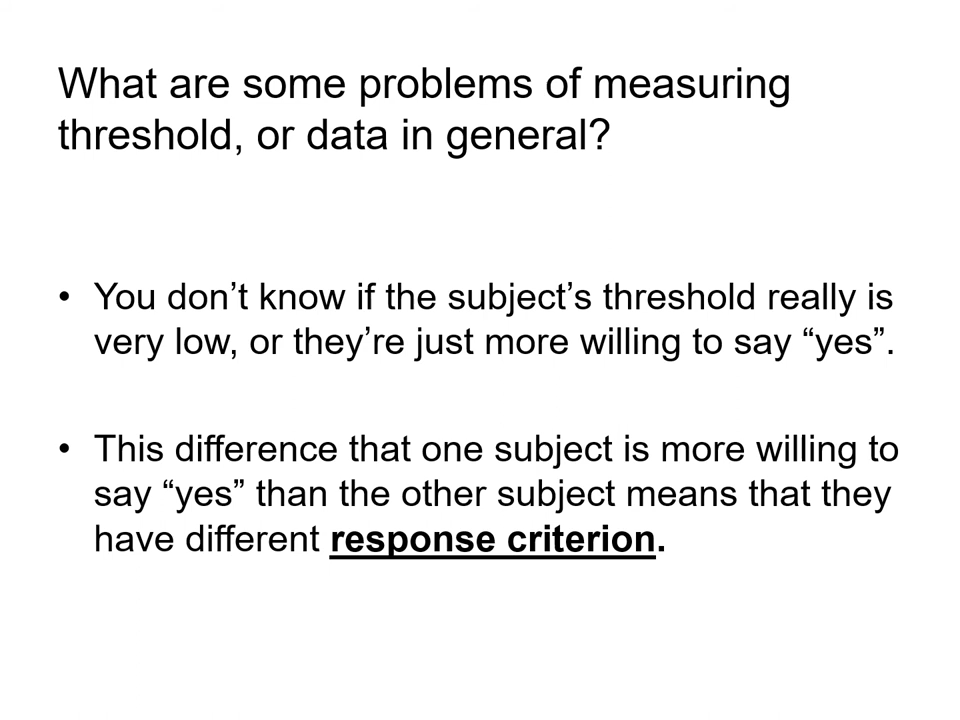 What are some problems of measuring
threshold, or data in general?
• You don’t know if the subject’s threshold really is
very low, or they’re just more willing to say “yes”.
• This difference that one subject is more willing to
say “yes” than the other subject means that they
have different response criterion.